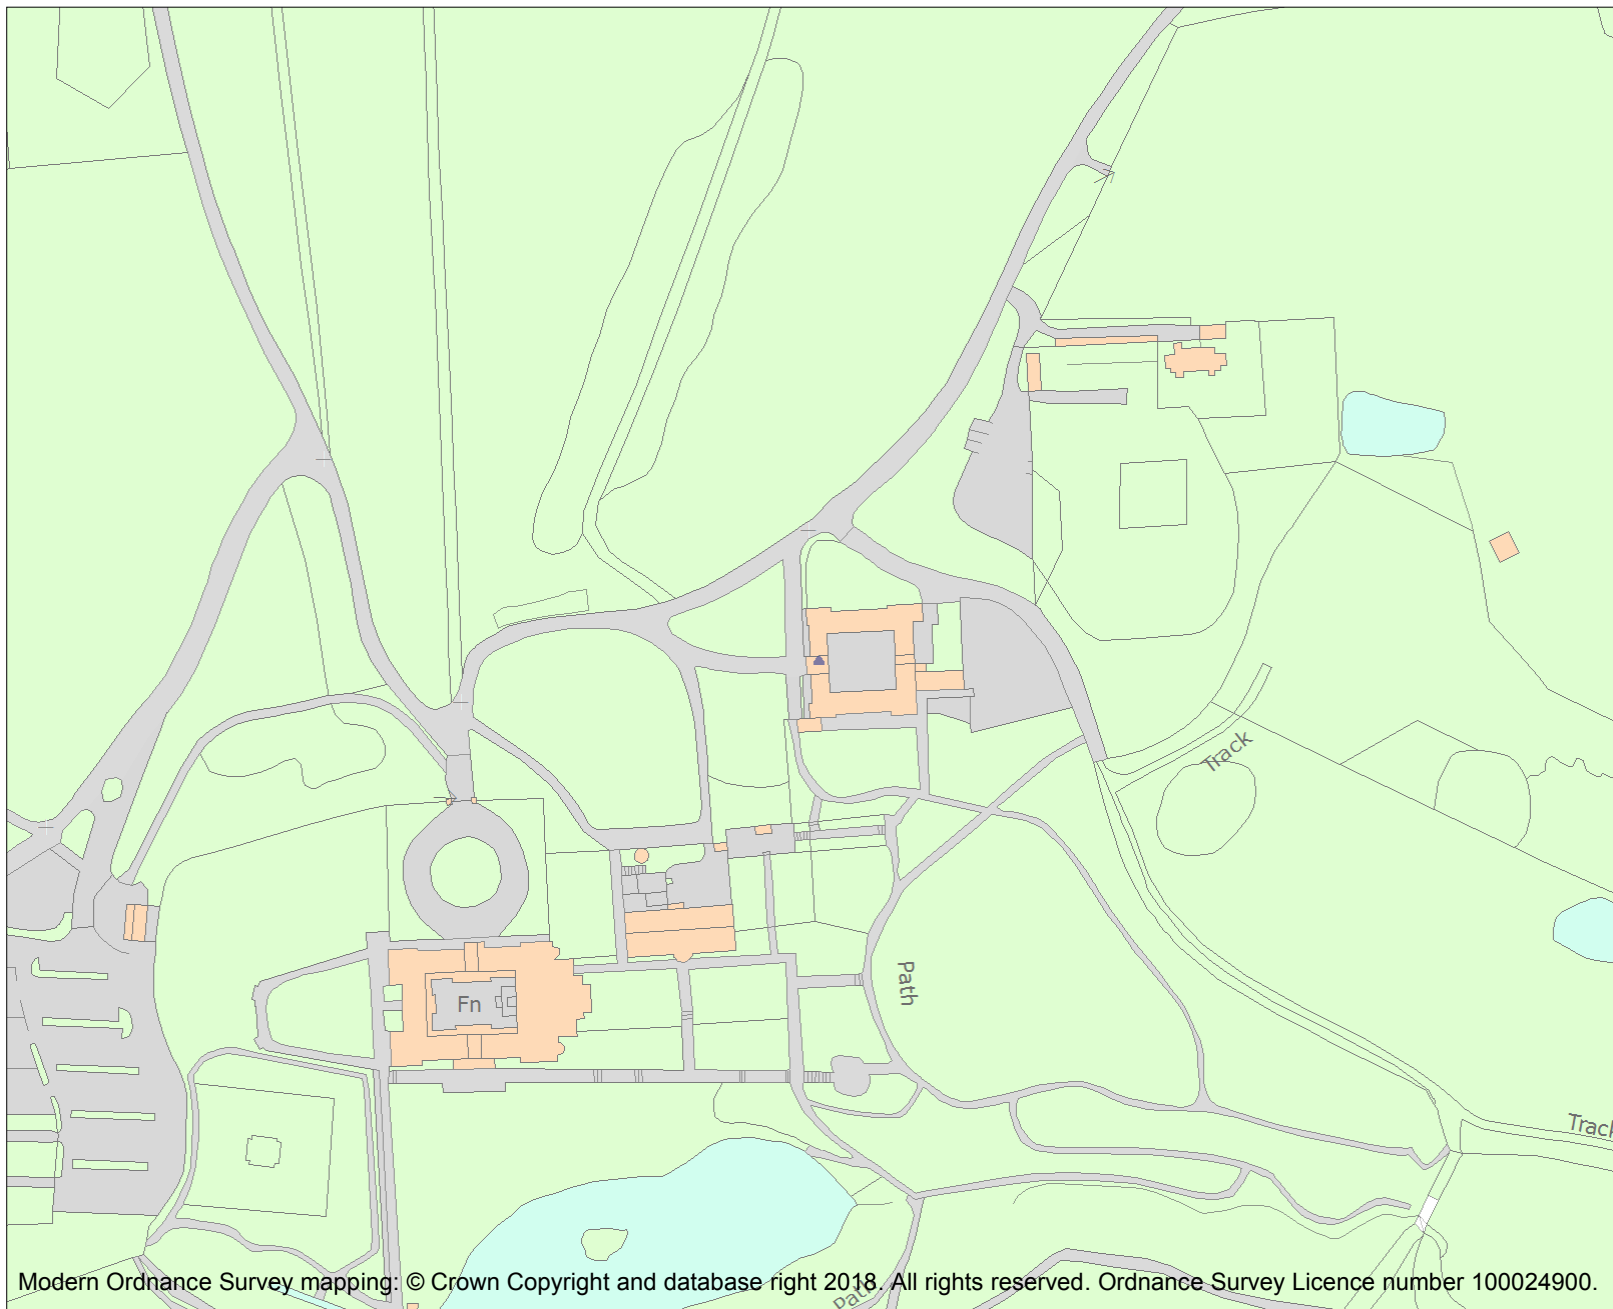 Track
Path
Fn
Track
Path
Modern Ordnance Survey mapping: © Crown Copyright and database right 2018. All rights reserved. Ordnance Survey Licence number 100024900.